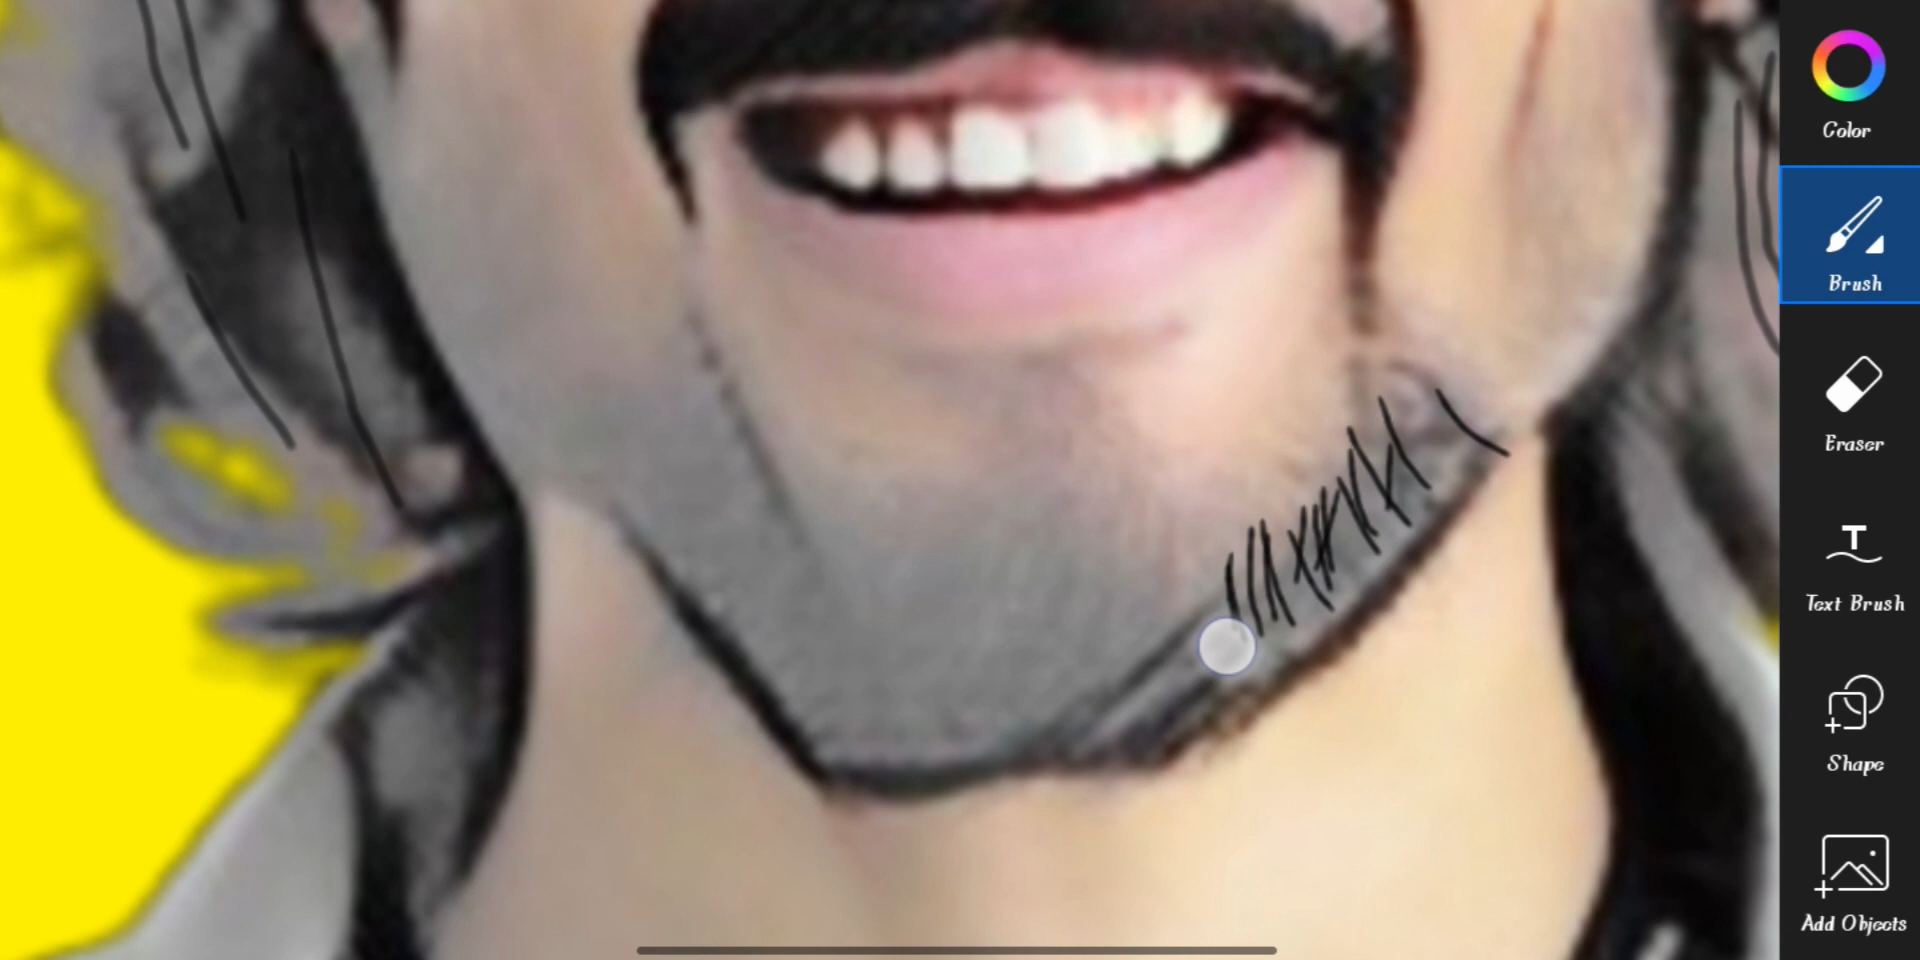 Color
Brush
Eraser
Text Brush
Shape
Add Objects